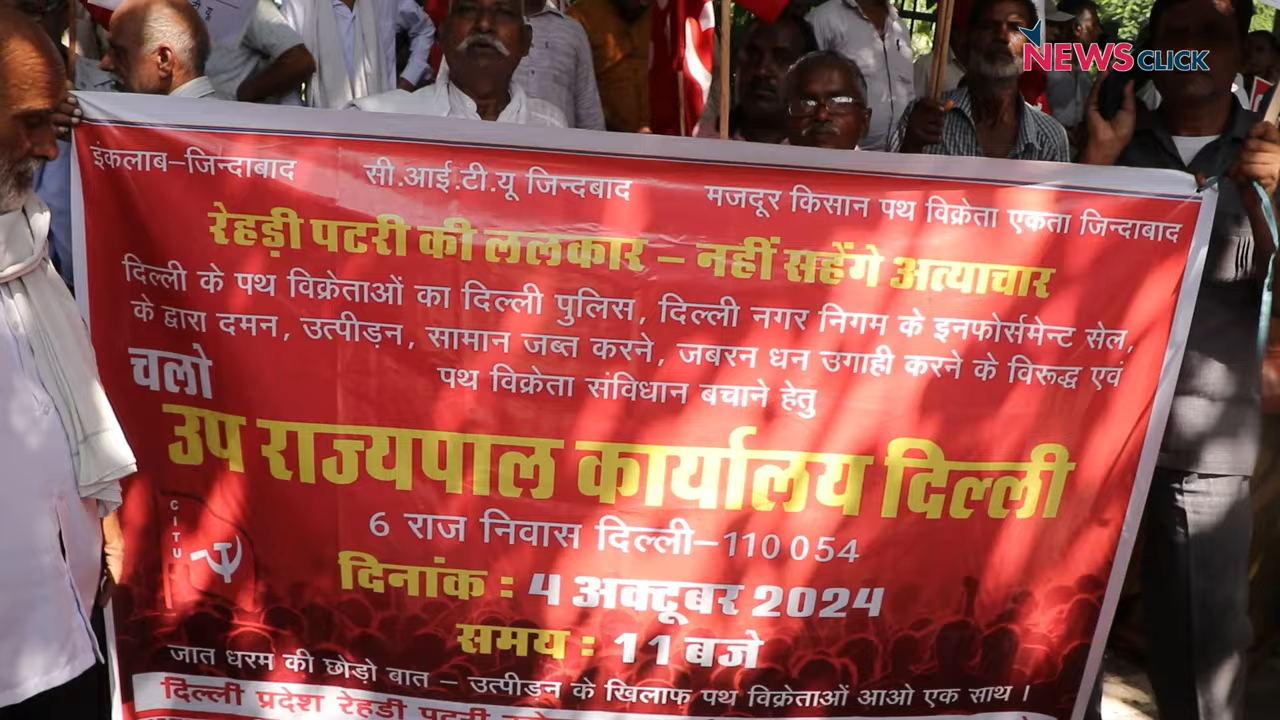 NEWSCLICK
इंकलाब–जिन्दाबाद सी.आई.टी.यू जिन्दबाद मजदूर किसान पथ विक्रेता एकता जिन्दाबाद
रेहड़ी पटरी की ललकार – नहीं सहेंगे अत्याचार
दिल्ली के पथ विक्रेताओं का दिल्ली पुलिस, दिल्ली नगर निगम के इनफोर्समेन्ट सेल,
के द्वारा दमन, उत्पीड़न, सामान जब्त करने, जबरन धन उगाही करने के विरूद्ध एवं
चलो पथ विक्रेता संविधान बचाने हेतु
उप राज्यपाल कार्यालय दिल्ली
6 राज निवास दिल्ली–110054
CITU
दिनांक : 4 अक्टूबर 2024
समय : 11 बजे
जात धरम की छोड़ो बात – उत्पीड़न के खिलाफ पथ विक्रेताओं आओ एक साथ ।
दिल्ली प्रदेश रेहड़ी पटरी